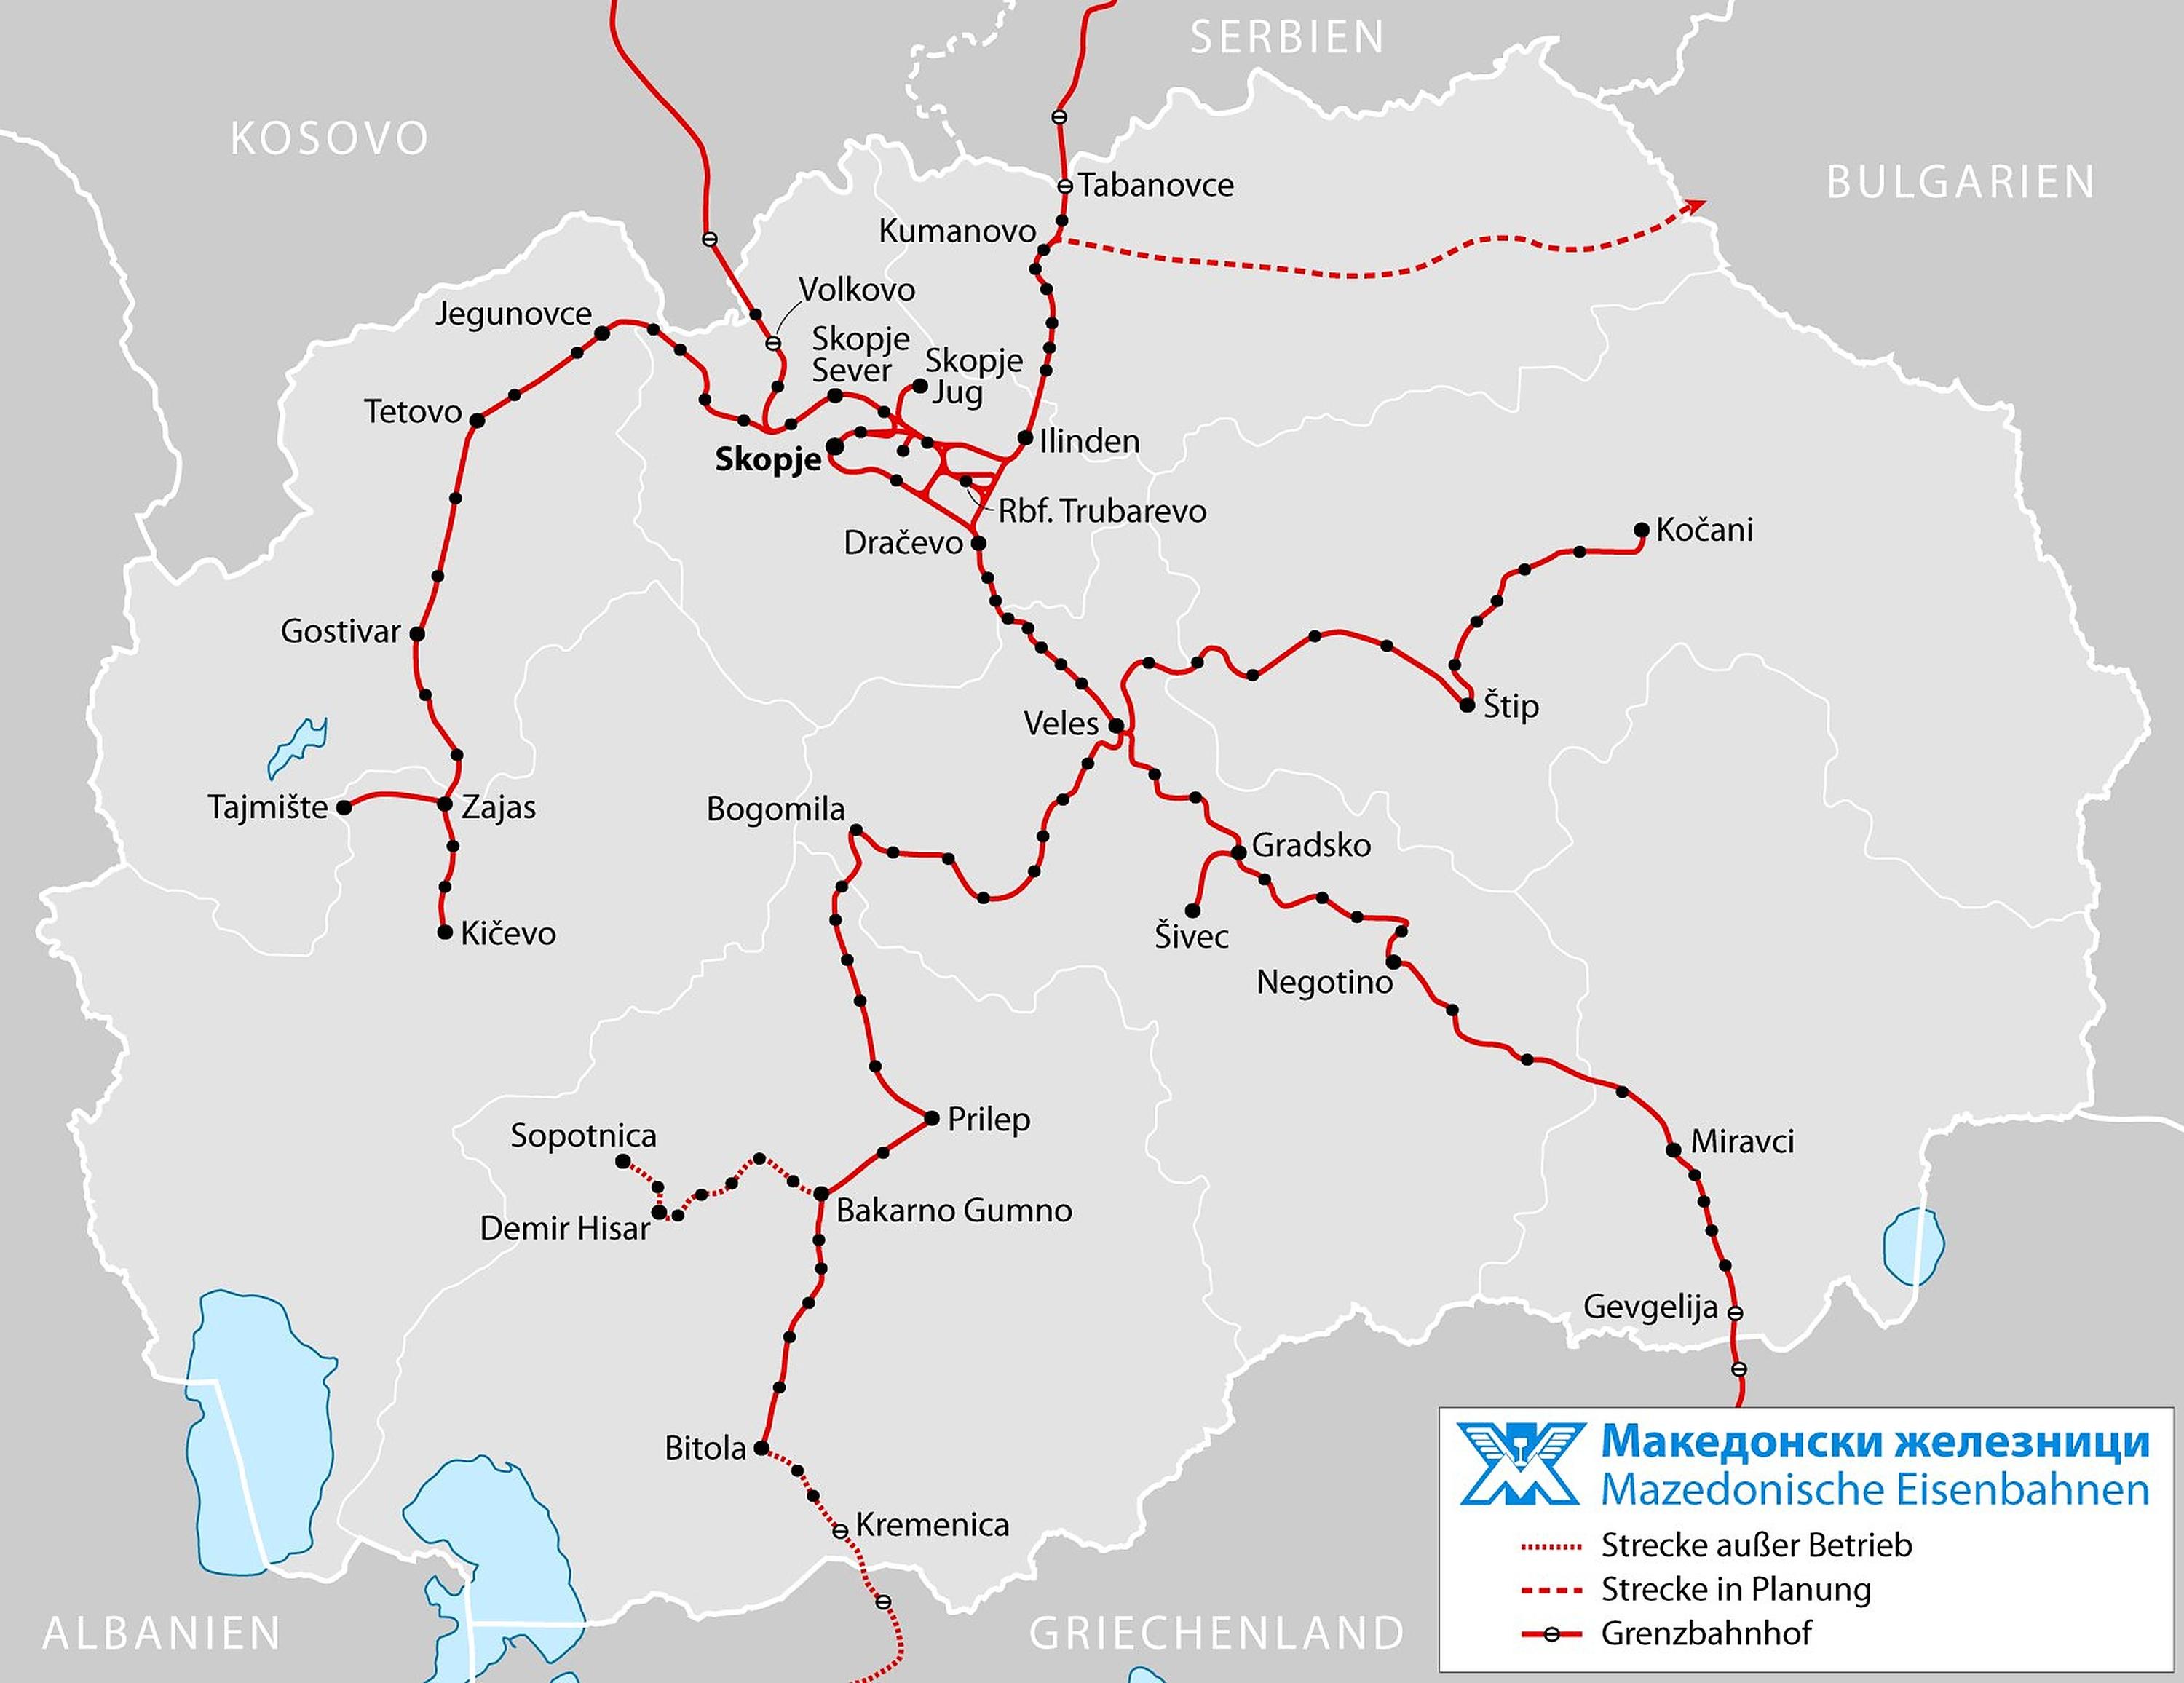 SERBIEN
KOSOVO
BULGARIEN
Tabanovce
Kumanovo
Volkovo
Jegunovce
Skopje
Sever
Skopje
Jug
Tetovo
Ilinden
Skopje
Rbf. Trubarevo
Dračevo
Kočani
Gostivar
Štip
Veles
Tajmište
Zajas
Bogomila
Gradsko
Kičevo
Šivec
Negotino
Prilep
Sopotnica
Miravci
Demir Hisar
Bakarno Gumno
Gevgelija
Bitola
Kremenica
ALBANIEN
GRIECHENLAND
Македонски железници
Mazedonische Eisenbahnen
Strecke außer Betrieb
Strecke in Planung
Grenzbahnhof